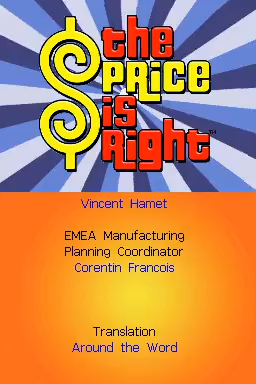 the
PRICE
is
Right
TM
Vincent Hamet
EMEA Manufacturing
Planning Coordinator
Corentin Francois
Translation
Around the Word